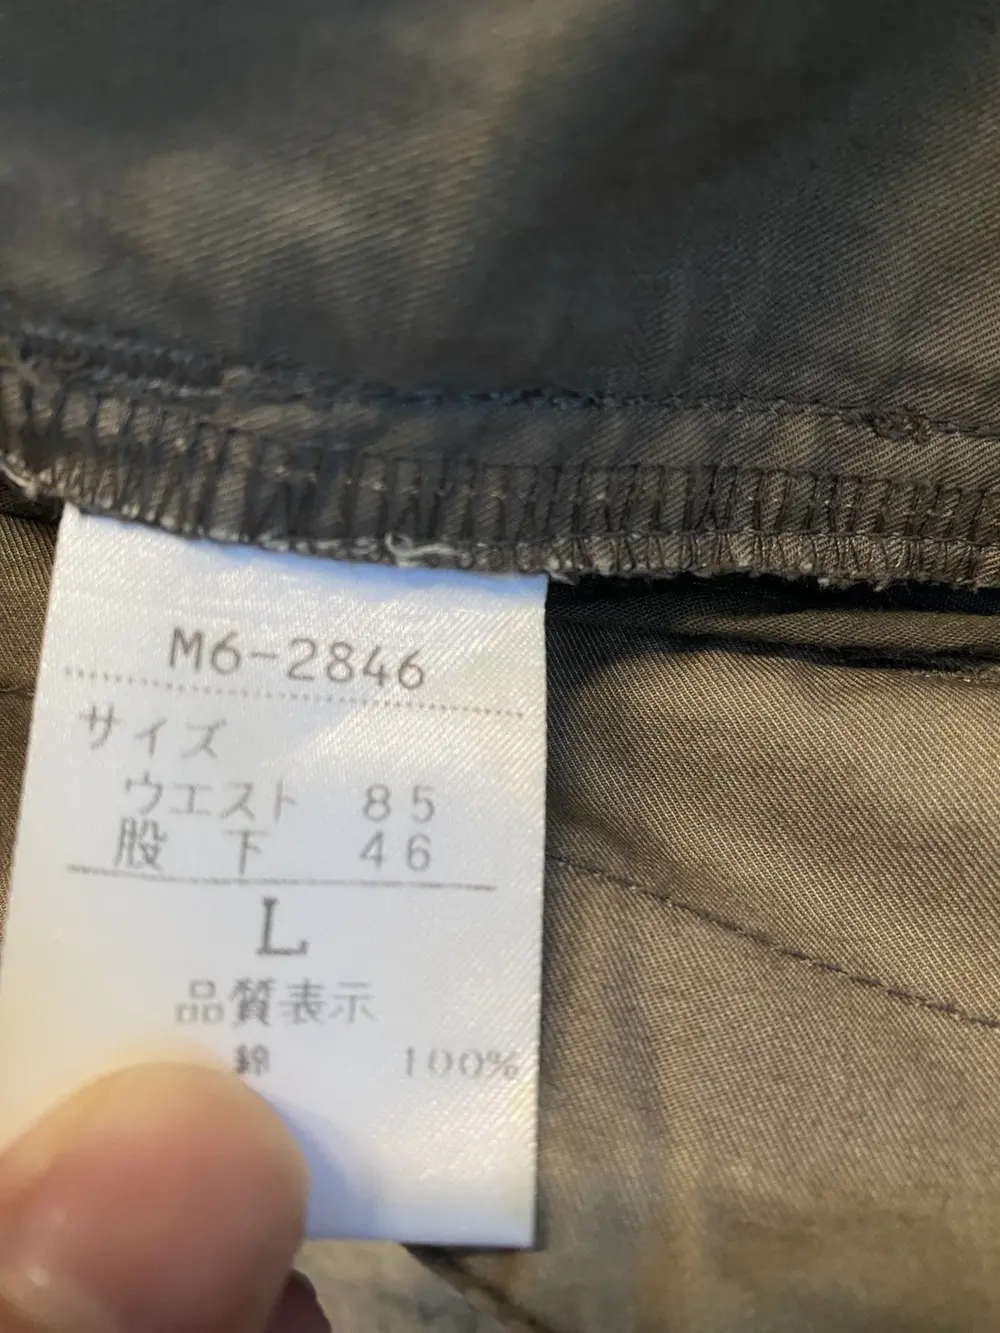 M6-2846
サイズ
ウエスト 85
股下 46
L
品質表示
綿 100%